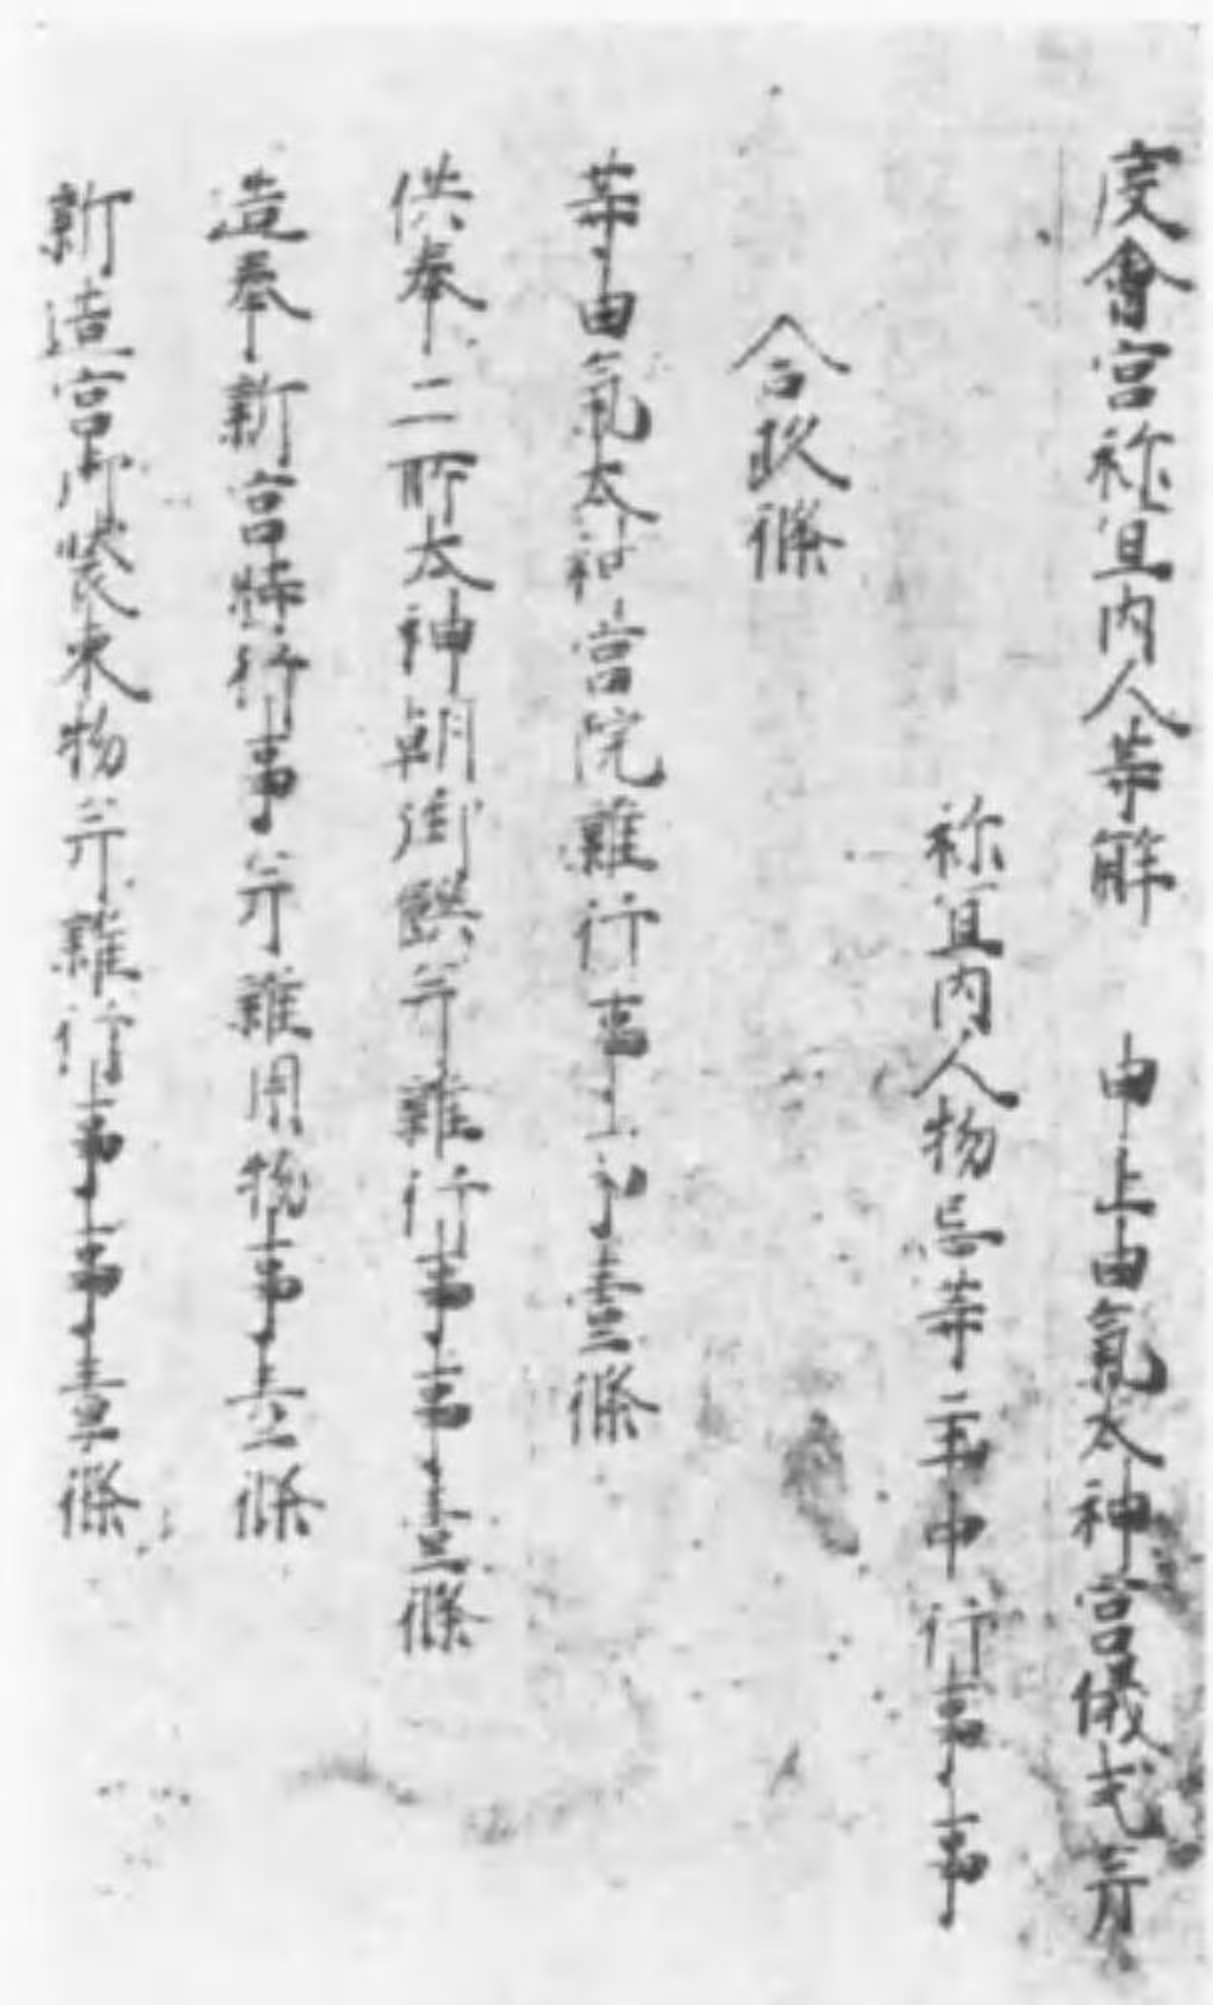 度會宮祢宜内人等解 申上由氣太神宮儀式并
祢宜内人物忌等年中行事事
合玖條
等由氣太神宮院雜行事壹條
供奉二所太神朝御饌并雜行事事壹條
造奉新宮時行事并雜用物事壹條
新造宮御装束物并雜行事事壹條